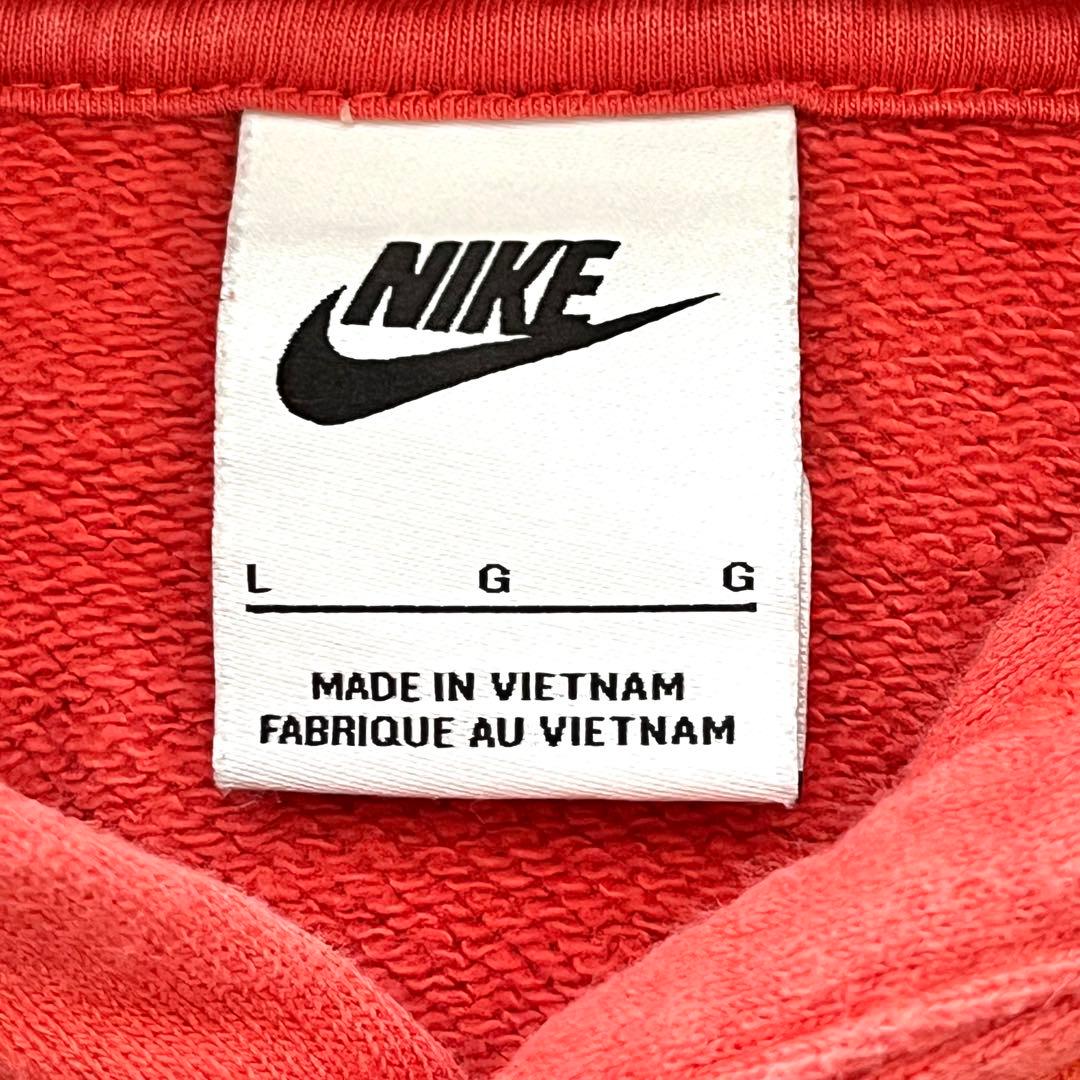 NIKE
L G G
MADE IN VIETNAM
FABRIQUE AU VIETNAM